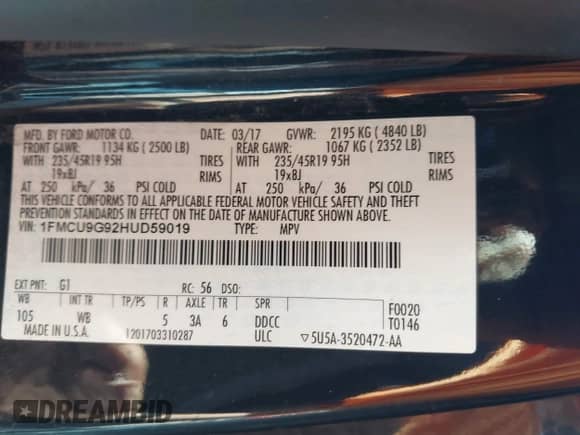 MFD. BY FORD MOTOR CO. DATE: 03/17 GVWR: 2195 KG ( 4840 LB)
FRONT GAWR: 1134 KG ( 2500 LB) REAR GAWR: 1067 KG ( 2352 LB)
WITH 235/45R19 95H TIRES WITH 235/45R19 95H TIRES
19x8J RIMS 19x8J RIMS
AT 250 kPa/ 36 PSI COLD AT 250 kPa/ 36 PSI COLD
THIS VEHICLE CONFORMS TO ALL APPLICABLE FEDERAL MOTOR VEHICLE SAFETY
AND THEFT PREVENTION STANDARDS IN EFFECT ON THE DATE OF MANUFACTURE SHOWN ABOVE.
VIN: 1FMCU9G92HUD59019 TYPE: MPV
EXT PNT: G1 RC: 56 DSO:
WB INT TR TP/PS R AXLE TR SPR F0020
105 WB 5 3A 6 DDCC T0146
MADE IN U.S.A. 1201703310287 ULC ▽5U5A-3520472-AA
DREAMBID